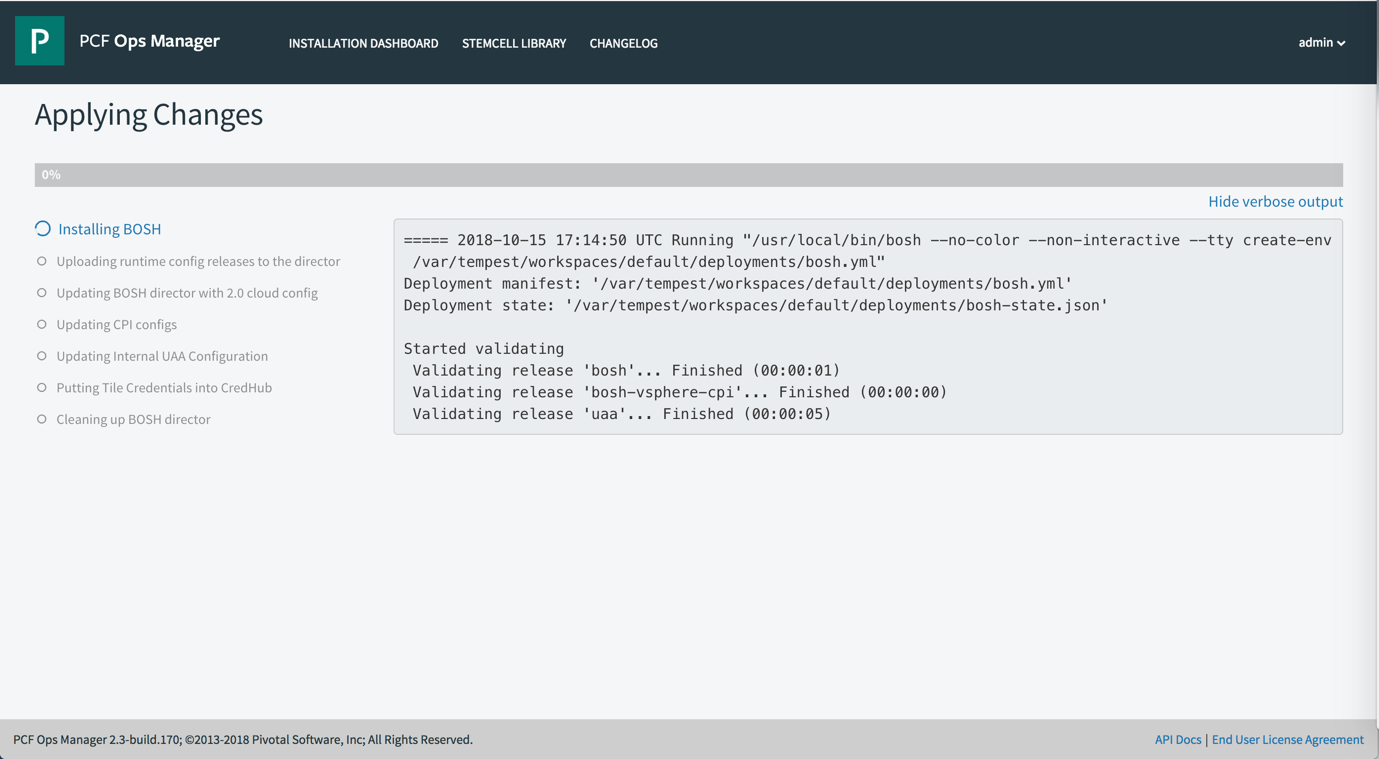 P
PCF Ops Manager
INSTALLATION DASHBOARD
STEMCELL LIBRARY
CHANGELOG
admin
Applying Changes
0%
Hide verbose output
Installing BOSH
Uploading runtime config releases to the director
Updating BOSH director with 2.0 cloud config
Updating CPI configs
Updating Internal UAA Configuration
Putting Tile Credentials into CredHub
Cleaning up BOSH director
===== 2018-10-15 17:14:50 UTC Running "/usr/local/bin/bosh --no-color --non-interactive --tty create-env
/var/tempest/workspaces/default/deployments/bosh.yml"
Deployment manifest: '/var/tempest/workspaces/default/deployments/bosh.yml'
Deployment state: '/var/tempest/workspaces/default/deployments/bosh-state.json'
Started validating
Validating release 'bosh'... Finished (00:00:01)
Validating release 'bosh-vsphere-cpi'... Finished (00:00:00)
Validating release 'uaa'... Finished (00:00:05)
PCF Ops Manager 2.3-build.170; ©2013-2018 Pivotal Software, Inc; All Rights Reserved.
API Docs | End User License Agreement